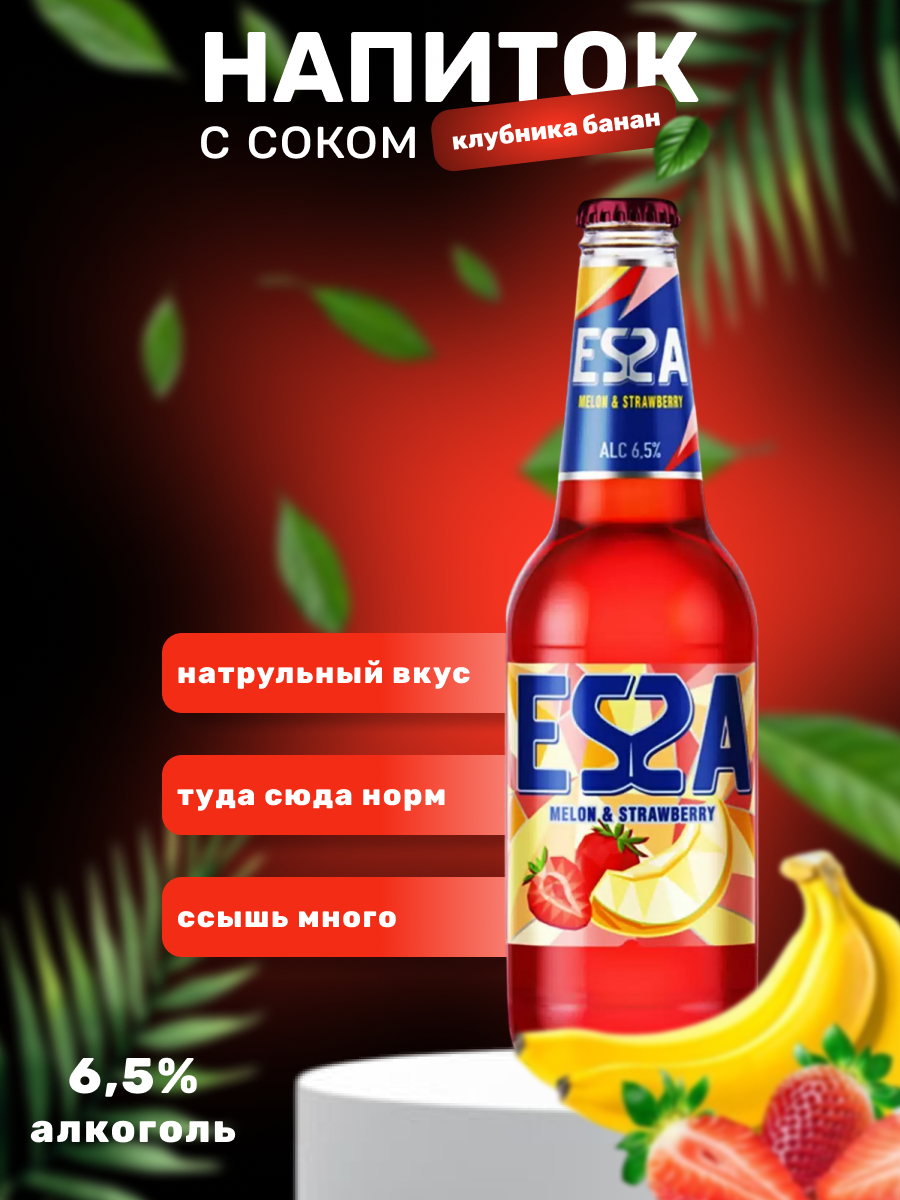 НАПИТОК
С СОКОМ
клубника банан
ESSA
MELON & STRAWBERRY
ALC 6,5%
натрульный вкус
ESSA
туда сюда норм
MELON & STRAWBERRY
ссышь много
6,5%
алкоголь